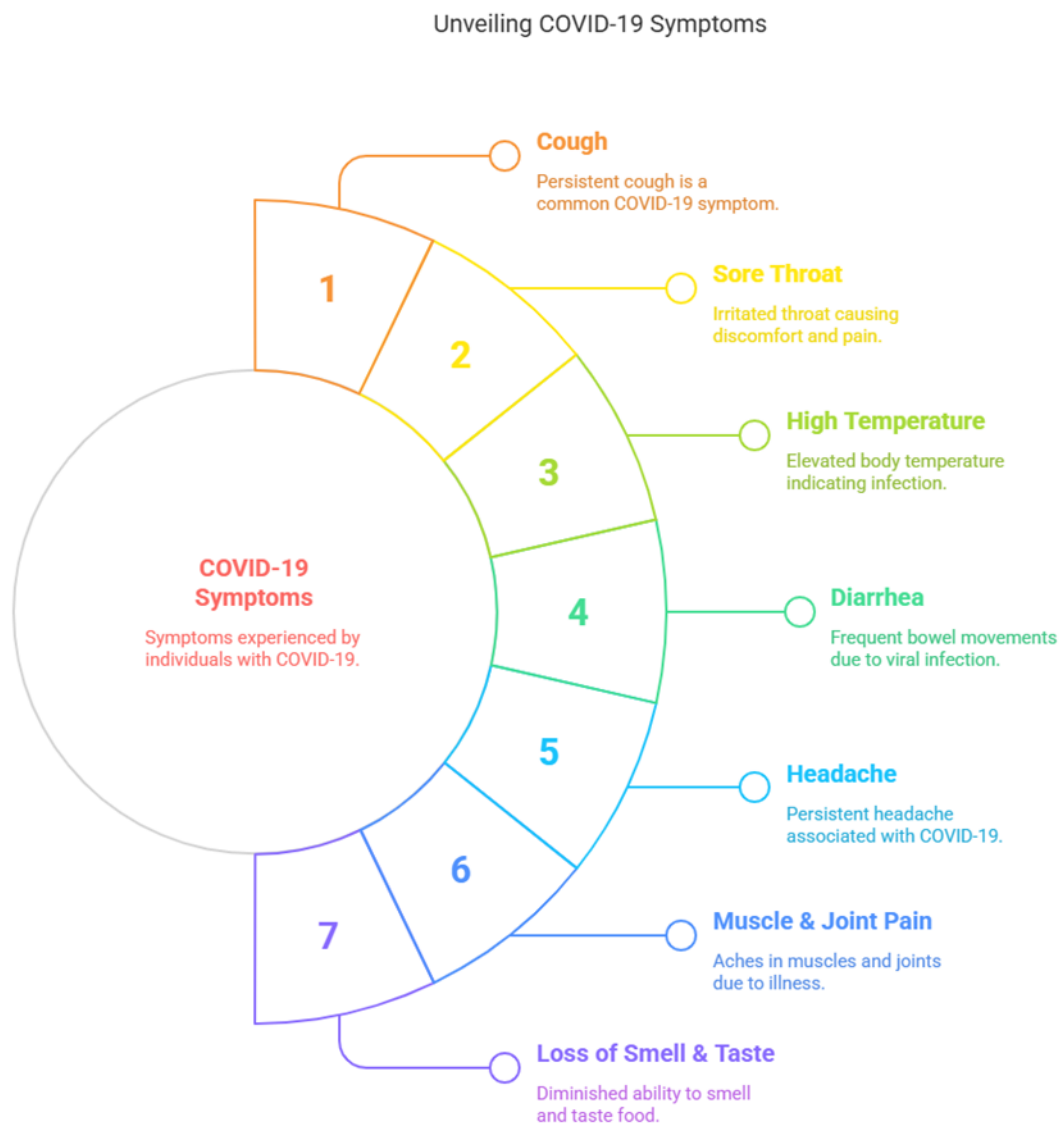 Unveiling COVID-19 Symptoms
Cough
Persistent cough is a
common COVID-19 symptom.
1
Sore Throat
Irritated throat causing
discomfort and pain.
2
High Temperature
Elevated body temperature
indicating infection.
3
COVID-19
Symptoms
Symptoms experienced by
individuals with COVID-19.
4
Diarrhea
Frequent bowel movements
due to viral infection.
5
Headache
Persistent headache
associated with COVID-19.
6
Muscle & Joint Pain
Aches in muscles and joints
due to illness.
7
Loss of Smell & Taste
Diminished ability to smell
and taste food.